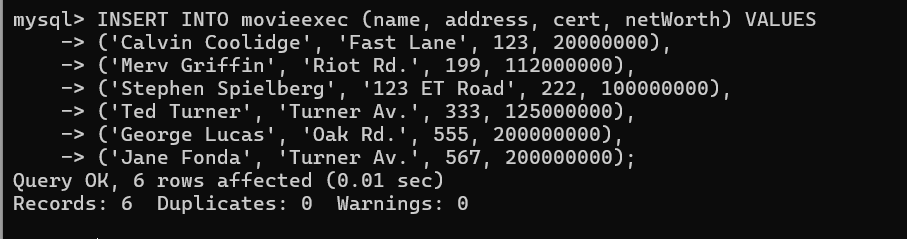 mysql> INSERT INTO movieexec (name, address, cert, netWorth) VALUES
    -> ('Calvin Coolidge', 'Fast Lane', 123, 20000000),
    -> ('Merv Griffin', 'Riot Rd.', 199, 112000000),
    -> ('Stephen Spielberg', '123 ET Road', 222, 100000000),
    -> ('Ted Turner', 'Turner Av.', 333, 125000000),
    -> ('George Lucas', 'Oak Rd.', 555, 200000000),
    -> ('Jane Fonda', 'Turner Av.', 567, 200000000);
Query OK, 6 rows affected (0.01 sec)
Records: 6  Duplicates: 0  Warnings: 0